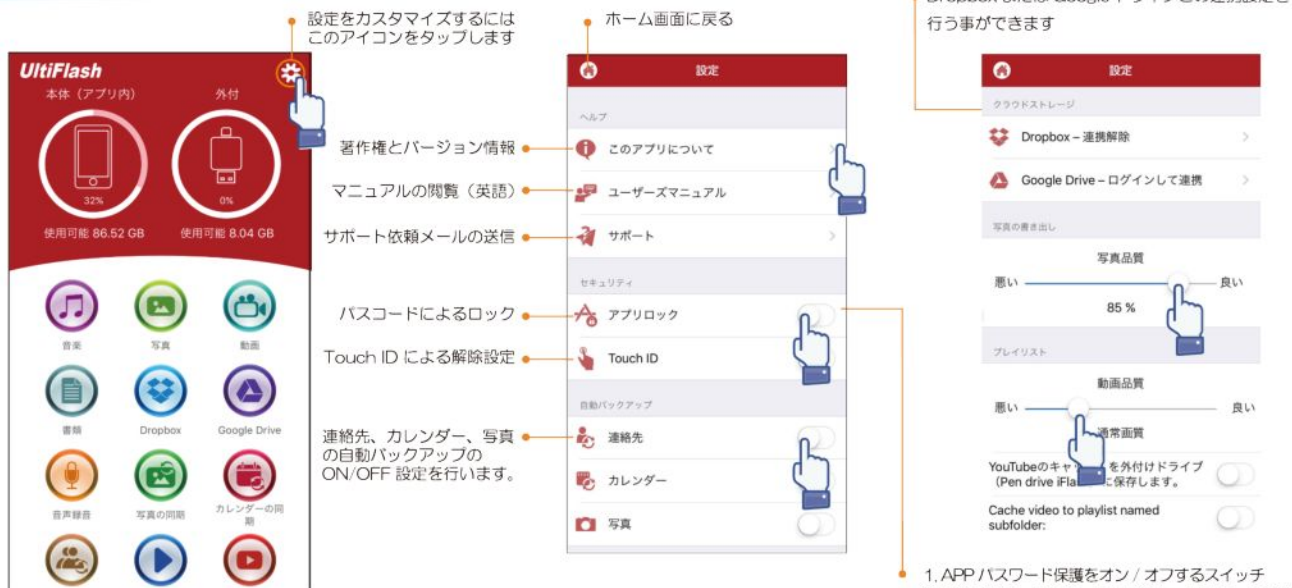 設定をカスタマイズするには
このアイコンをタップします
ホーム画面に戻る
行う事ができます
UltiFlash
本体（アプリ内）
外付
32%
0%
使用可能 86.52 GB
使用可能 8.04 GB
音楽
写真
動画
書類
Dropbox
Google Drive
音声録音
写真の同期
カレンダーの同
期
著作権とバージョン情報
マニュアルの閲覧（英語）
サポート依頼メールの送信
パスコードによるロック
Touch ID による解除設定
連絡先、カレンダー、写真
の自動バックアップの
ON/OFF 設定を行います。
設定
ヘルプ
このアプリについて
ユーザーズマニュアル
サポート
セキュリティ
アプリロック
Touch ID
自動バックアップ
連絡先
カレンダー
写真
設定
クラウドストレージ
Dropbox – 連携解除
Google Drive – ログインして連携
写真の書き出し
写真品質
悪い
良い
85 %
プレイリスト
動画品質
悪い
良い
通常画質
YouTubeのキャッ を外付けドライブ
（Pen drive iFla に保存します。
Cache video to playlist named
subfolder:
1. APP パスワード保護をオン / オフするスイッチ